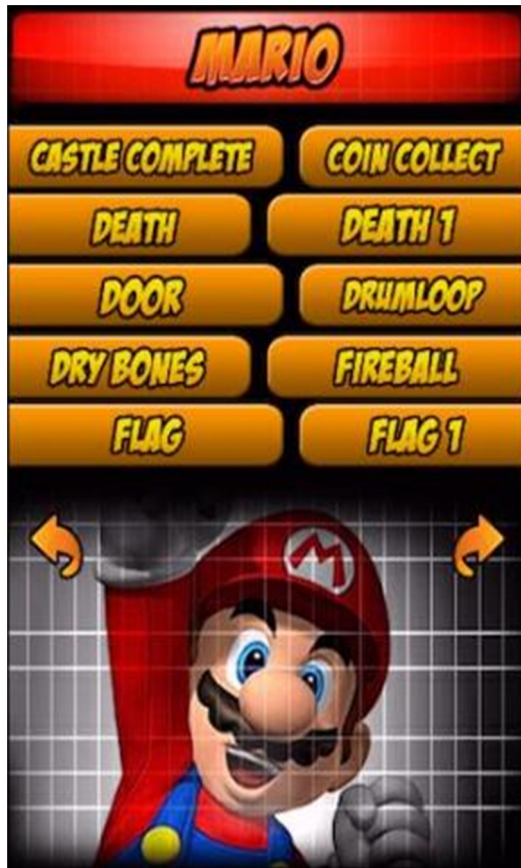 MARIO
CASTLE COMPLETE COIN COLLECT
DEATH DEATH 1
DOOR DRUMLOOP
DRY BONES FIREBALL
FLAG FLAG 1
M